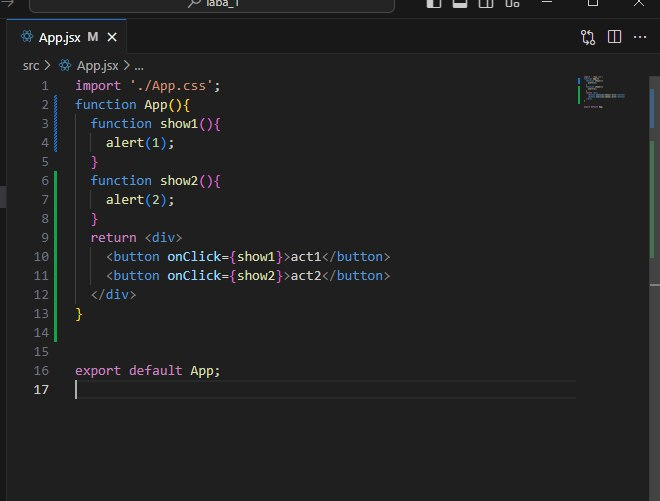 laba_1
App.jsx M
src > App.jsx > ...
1 import './App.css';
2 function App(){
3   function show1(){
4     alert(1);
5   }
6   function show2(){
7     alert(2);
8   }
9   return <div>
10     <button onClick={show1}>act1</button>
11     <button onClick={show2}>act2</button>
12   </div>
13 }
14
15
16 export default App;
17